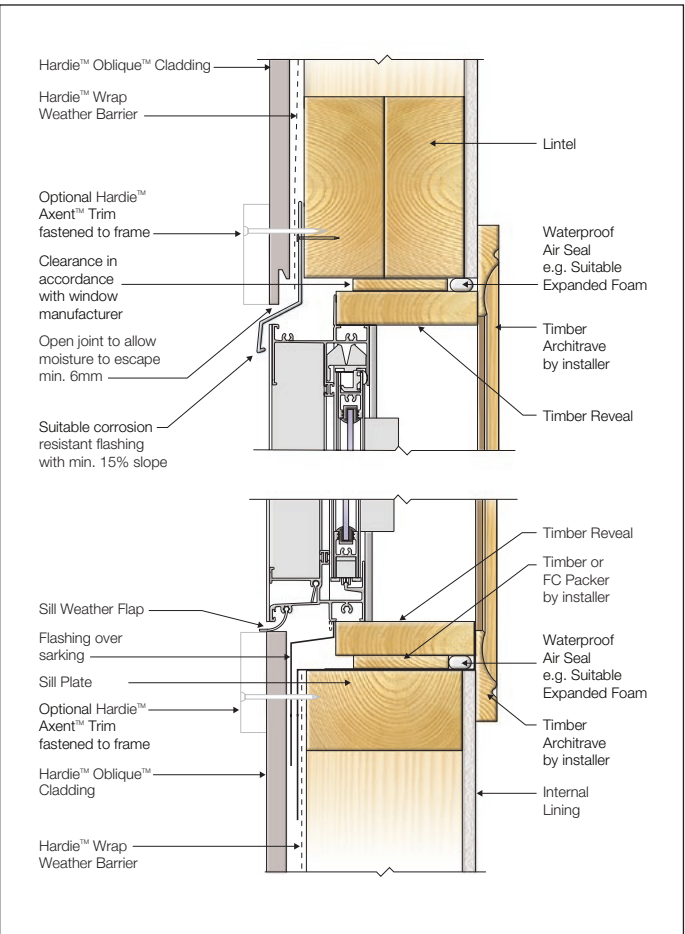 Hardie™ Oblique™ Cladding
Hardie™ Wrap
Weather Barrier
Optional Hardie™
Axent™ Trim
fastened to frame
Clearance in
accordance
with window
manufacturer
Open joint to allow
moisture to escape
min. 6mm
Suitable corrosion
resistant flashing
with min. 15% slope
Lintel
Waterproof
Air Seal
e.g. Suitable
Expanded Foam
Timber
Architrave
by installer
Timber Reveal
Sill Weather Flap
Flashing over
sarking
Sill Plate
Optional Hardie™
Axent™ Trim
fastened to frame
Hardie™ Oblique™
Cladding
Hardie™ Wrap
Weather Barrier
Timber Reveal
Timber or
FC Packer
by installer
Waterproof
Air Seal
e.g. Suitable
Expanded Foam
Timber
Architrave
by installer
Internal
Lining